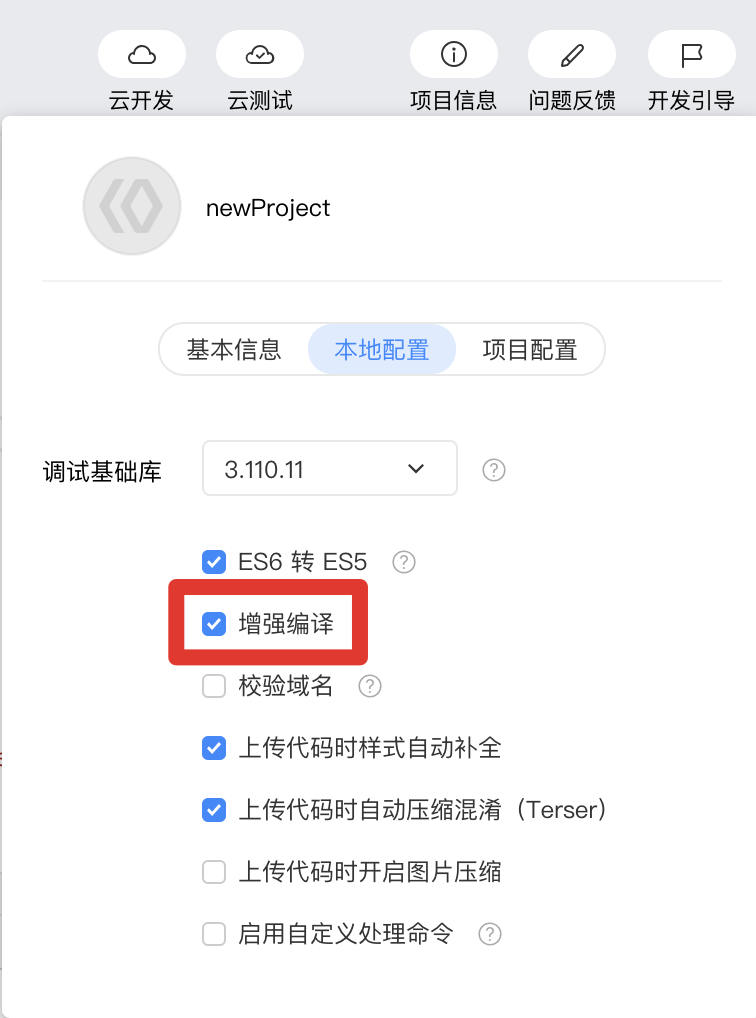 云开发 云测试 项目信息 问题反馈 开发引导
newProject
基本信息 本地配置 项目配置
调试基础库 3.110.11
ES6 转 ES5
增强编译
校验域名
上传代码时样式自动补全
上传代码时自动压缩混淆（Terser）
上传代码时开启图片压缩
启用自定义处理命令